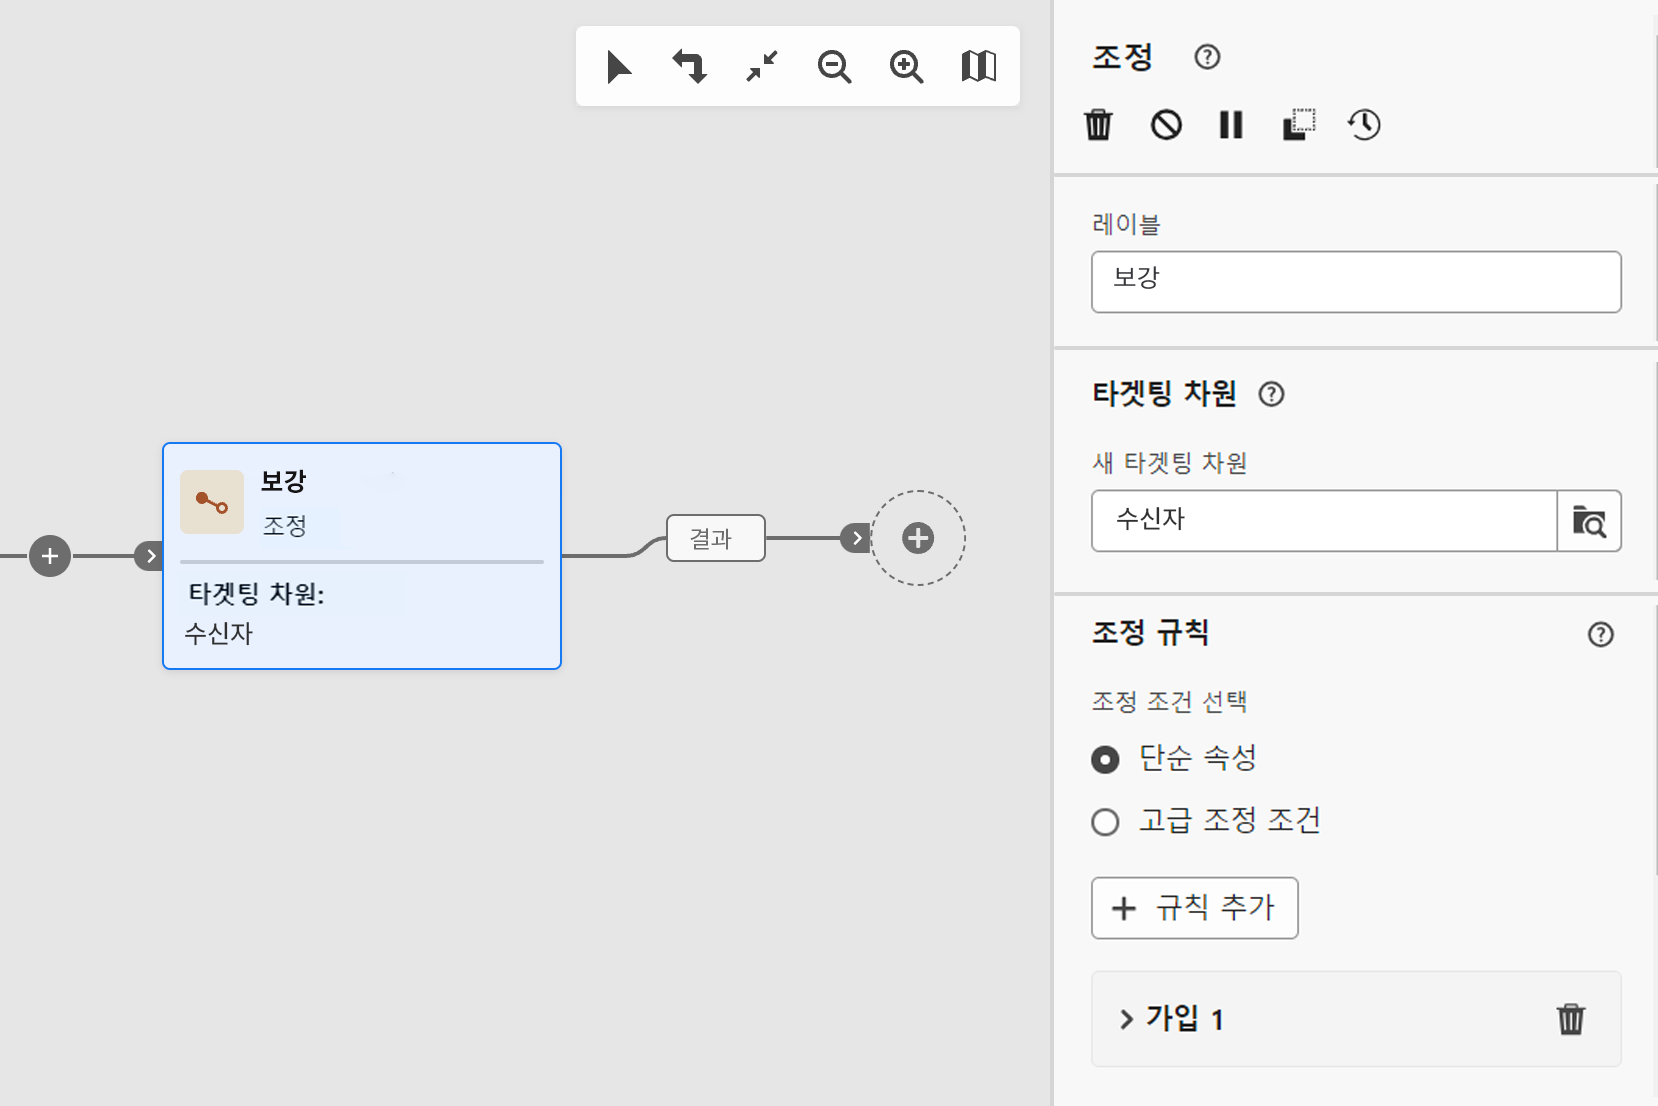 조정
레이블
보강
타겟팅 차원
새 타겟팅 차원
수신자
조정 규칙
조정 조건 선택
단순 속성
고급 조정 조건
규칙 추가
가입 1
보강
조정
타겟팅 차원:
수신자
결과